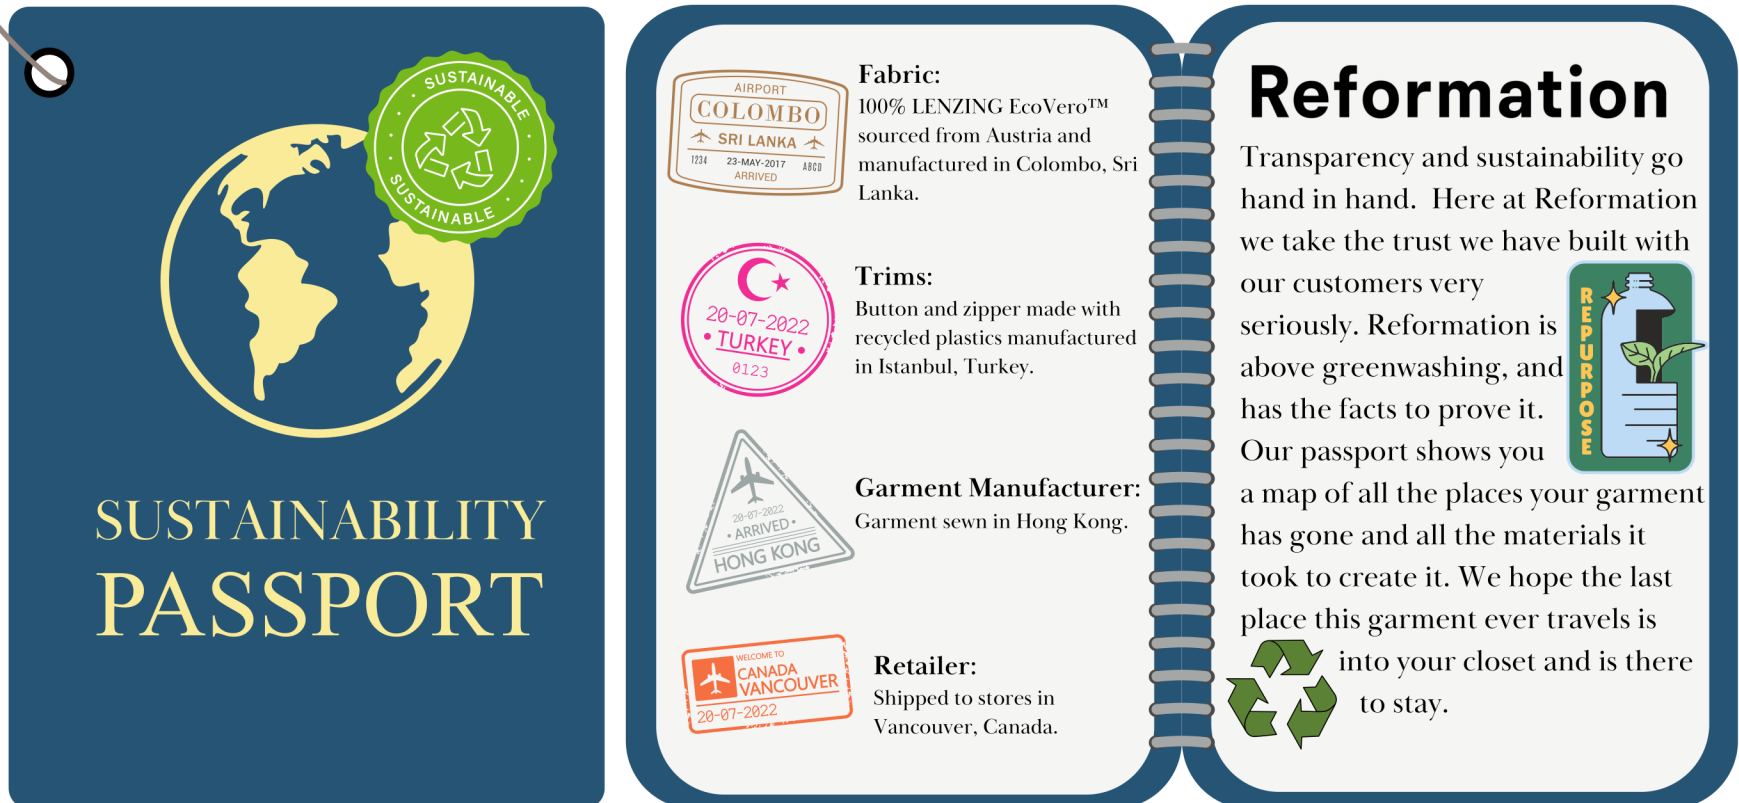 SUSTAINABLE
SUSTAINABLE
SUSTAINABILITY
PASSPORT
AIRPORT
COLOMBO
SRI LANKA
1234 23-MAY-2017 ABCD
ARRIVED
Fabric:
100% LENZING EcoVero™
sourced from Austria and
manufactured in Colombo, Sri
Lanka.
20-07-2022
• TURKEY •
0123
Trims:
Button and zipper made with
recycled plastics manufactured
in Istanbul, Turkey.
20-07-2022
• ARRIVED •
HONG KONG
Garment Manufacturer:
Garment sewn in Hong Kong.
WELCOME TO
CANADA
VANCOUVER
20-07-2022
Retailer:
Shipped to stores in
Vancouver, Canada.
Reformation
Transparency and sustainability go
hand in hand. Here at Reformation
we take the trust we have built with
our customers very
seriously. Reformation is
above greenwashing, and
has the facts to prove it.
Our passport shows you
a map of all the places your garment
has gone and all the materials it
took to create it. We hope the last
place this garment ever travels is
into your closet and is there
to stay.
REPURPOSE